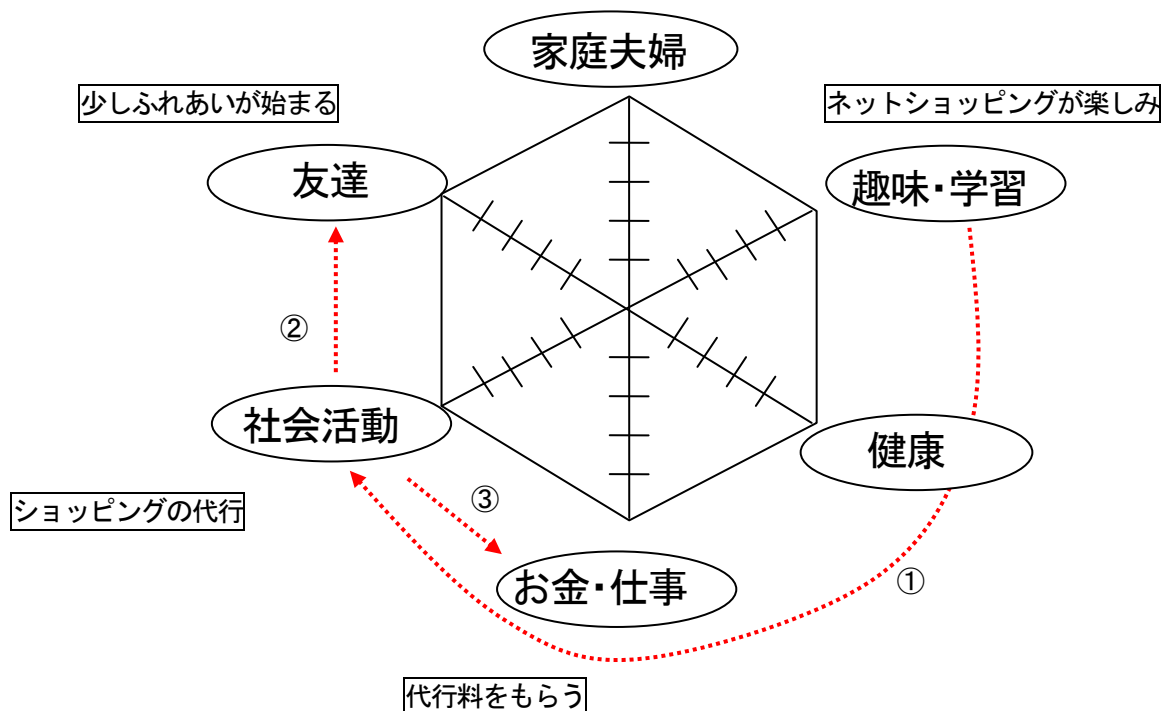 家庭夫婦
少しふれあいが始まる
ネットショッピングが楽しみ
友達
趣味・学習
②
社会活動
健康
ショッピングの代行
③
お金・仕事
①
代行料をもらう